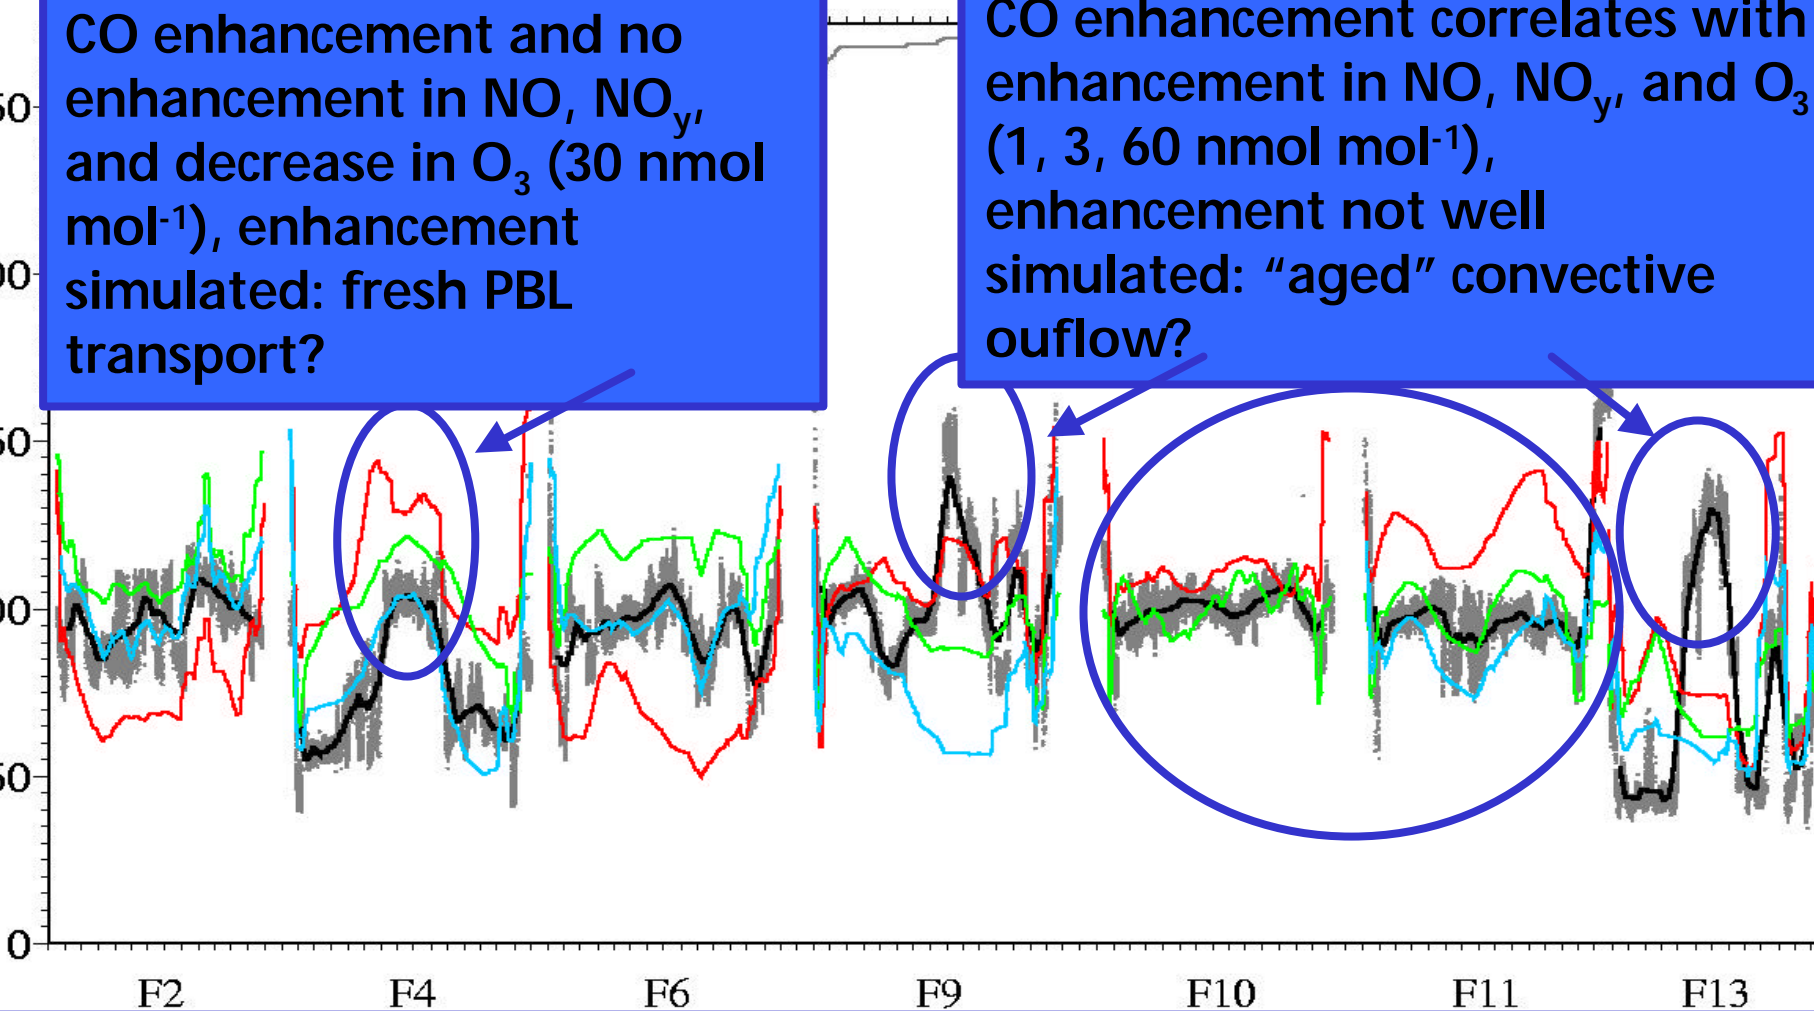 CO enhancement and no
enhancement in NO, NOy,
and decrease in O3 (30 nmol
mol-1), enhancement
simulated: fresh PBL
transport?
CO enhancement correlates with
enhancement in NO, NOy, and O3
(1, 3, 60 nmol mol-1),
enhancement not well
simulated: “aged” convective
ouflow?
0
F2 F4 F6 F9 F10 F11 F13